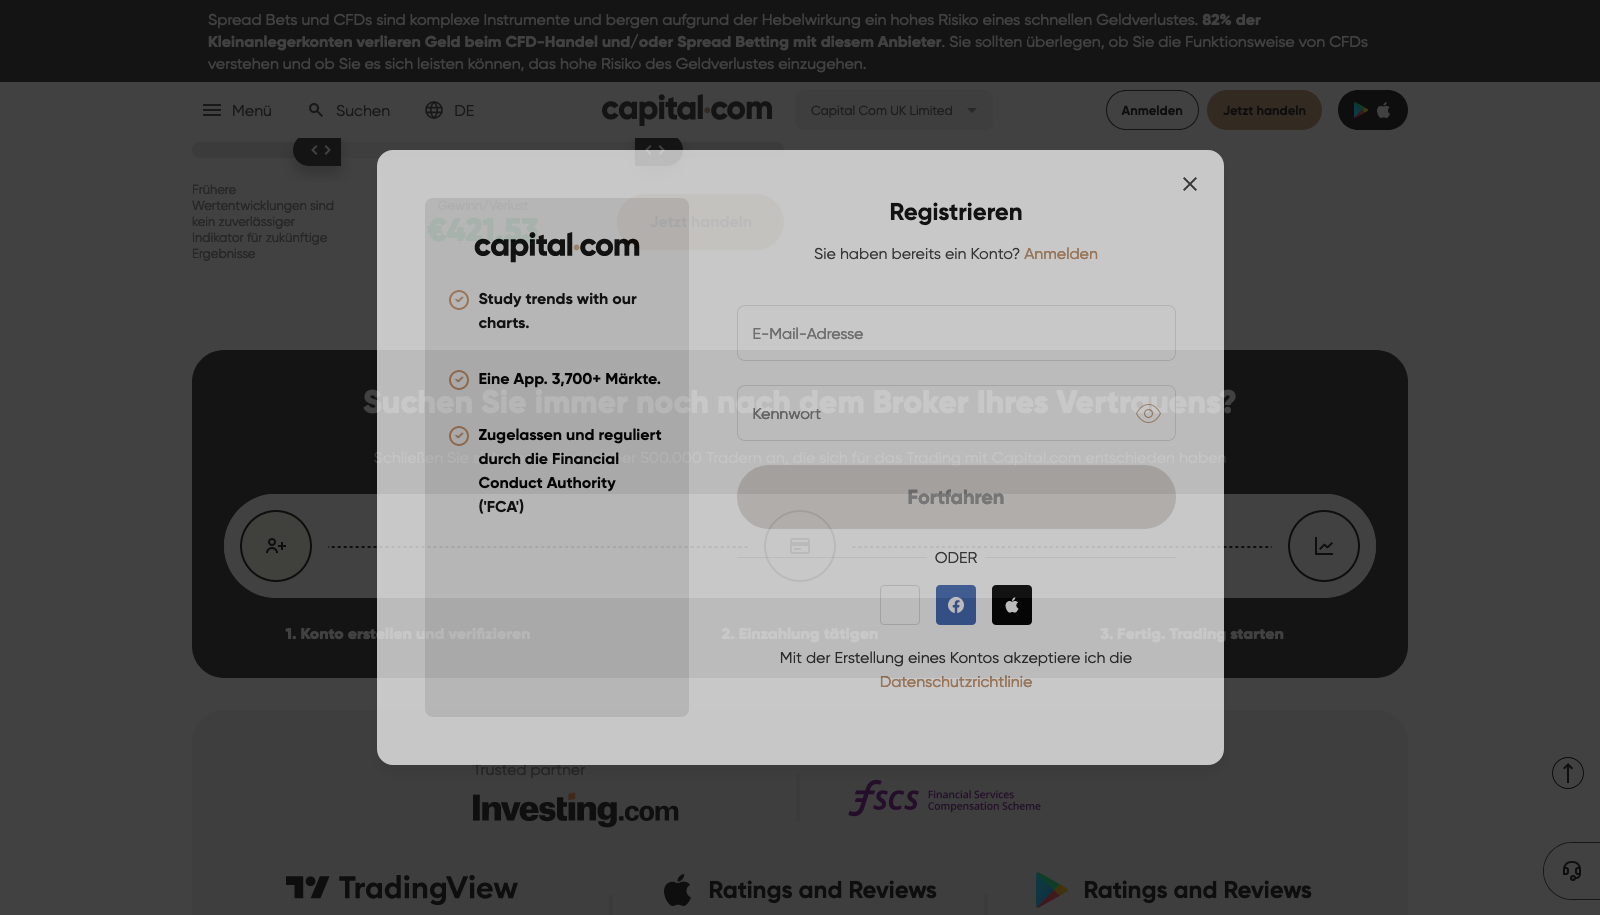 Spread Bets und CFDs sind komplexe Instrumente und bergen aufgrund der Hebelwirkung ein hohes Risiko eines schnellen Geldverlustes. 82% der
Kleinanlegerkonten verlieren Geld beim CFD-Handel und/oder Spread Betting mit diesem Anbieter. Sie sollten überlegen, ob Sie die Funktionsweise von CFDs
verstehen und ob Sie es sich leisten können, das hohe Risiko des Geldverlustes einzugehen.
Menü
Suchen
DE
capital.com
Capital Com UK Limited
Anmelden
Jetzt handeln
Frühere
Wertentwicklungen sind
kein zuverlässiger
Indikator für zukünftige
Ergebnisse
Gewinn/Verlust
€421.53
Jetzt handeln
capital.com
Study trends with our
charts.
Eine App. 3,700+ Märkte.
Zugelassen und reguliert
durch die Financial
Conduct Authority
('FCA')
Registrieren
Sie haben bereits ein Konto? Anmelden
E-Mail-Adresse
Kennwort
Fortfahren
ODER
Mit der Erstellung eines Kontos akzeptiere ich die
Datenschutzrichtlinie
Suchen Sie immer noch nach dem Broker Ihres Vertrauens?
Schließen Sie 500.000 Tradern an, die sich für das Trading mit Capital.com entschieden haben
1. Konto erstellen und verifizieren
2. Einzahlung tätigen
3. Fertig. Trading starten
Trusted partner
Investing.com
fscs
Financial Services
Compensation Scheme
TradingView
Ratings and Reviews
Ratings and Reviews